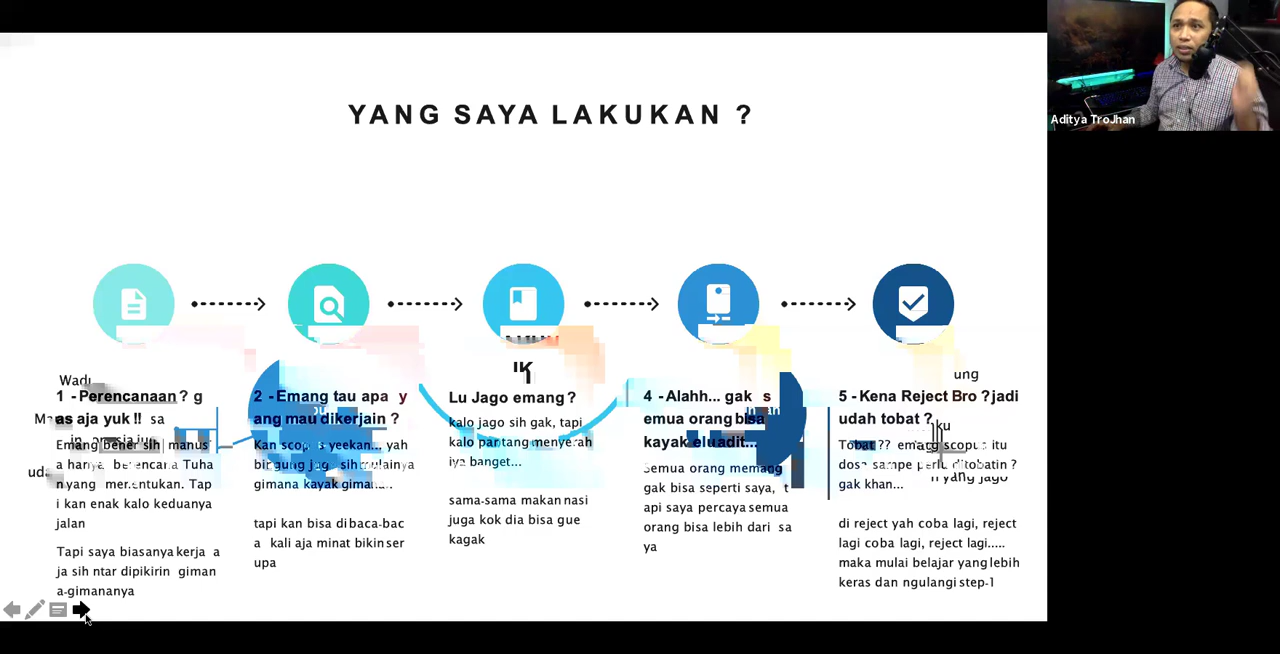 YANG SAYA LAKUKAN ?
Aditya TroJhan
1 - Perencanaan ? g
as aja yuk !!
Emang bener sih manus
a hanya berencana Tuha
n yang menentukan. Tap
i kan enak kalo keduanya
jalan
Tapi saya biasanya kerja a
ja sih ntar dipikirin giman
a-gimananya
2 - Emang tau apa y
ang mau dikerjain ?
Kan scopus yeekan... yah
bingung juga sih mulainya
gimana kayak gimana..
tapi kan bisa dibaca-bac
a kali aja minat bikin ser
upa
Lu Jago emang ?
kalo jago sih gak, tapi
kalo pantang menyerah
iya banget...
sama-sama makan nasi
juga kok dia bisa gue
kagak
4 - Alahh... gak s
emua orang bisa
kayak elu adit...
Semua orang memang
gak bisa seperti saya, t
api saya percaya semua
orang bisa lebih dari sa
ya
5 - Kena Reject Bro ? jadi
udah tobat ?
Tobat ?? emang scopus itu
dosa sampe perlu ditobatin ?
gak khan...
di reject yah coba lagi, reject
lagi coba lagi, reject lagi.....
maka mulai belajar yang lebih
keras dan ngulangi step-1